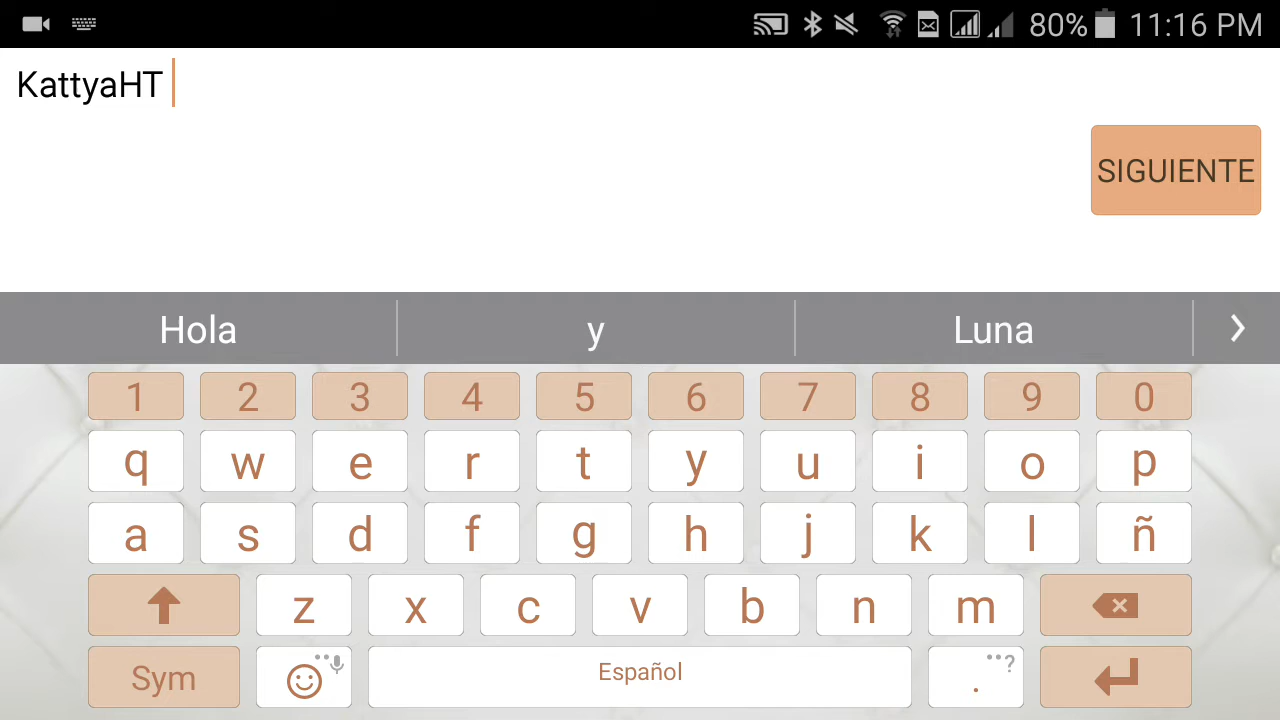 80% 11:16 PM
KattyaHT
SIGUIENTE
Hola y Luna
1 2 3 4 5 6 7 8 9 0
q w e r t y u i o p
a s d f g h j k l ñ
z x c v b n m
Sym Español . ?